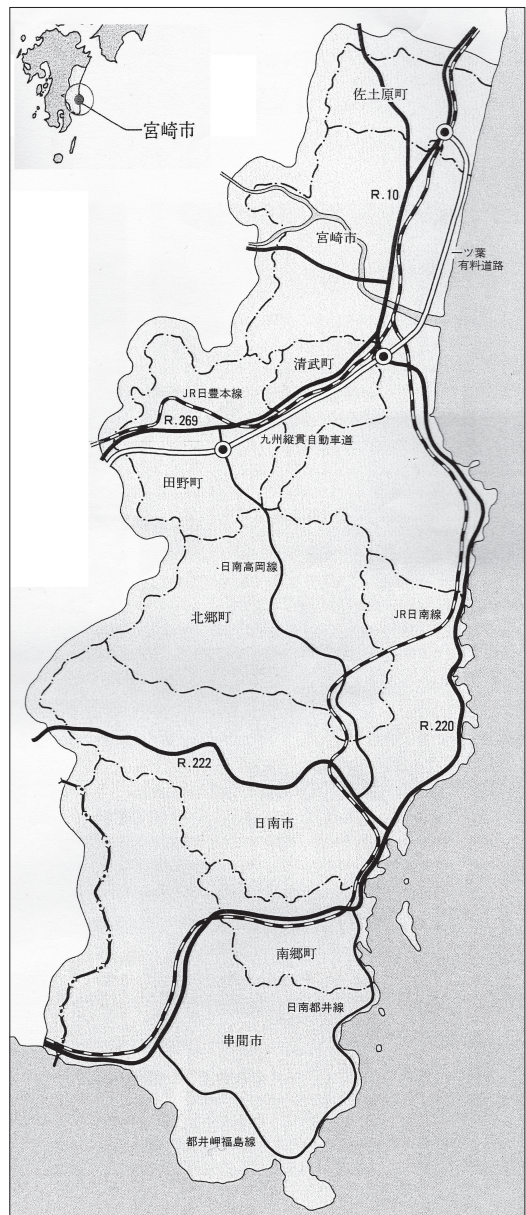 宮崎市
佐土原町
R.10
宮崎市
一ツ葉
有料道路
清武町
JR日豊本線
R.269
九州縦貫自動車道
田野町
日南高岡線
北郷町
JR日南線
R.220
R.222
日南市
南郷町
日南都井線
串間市
都井岬福島線